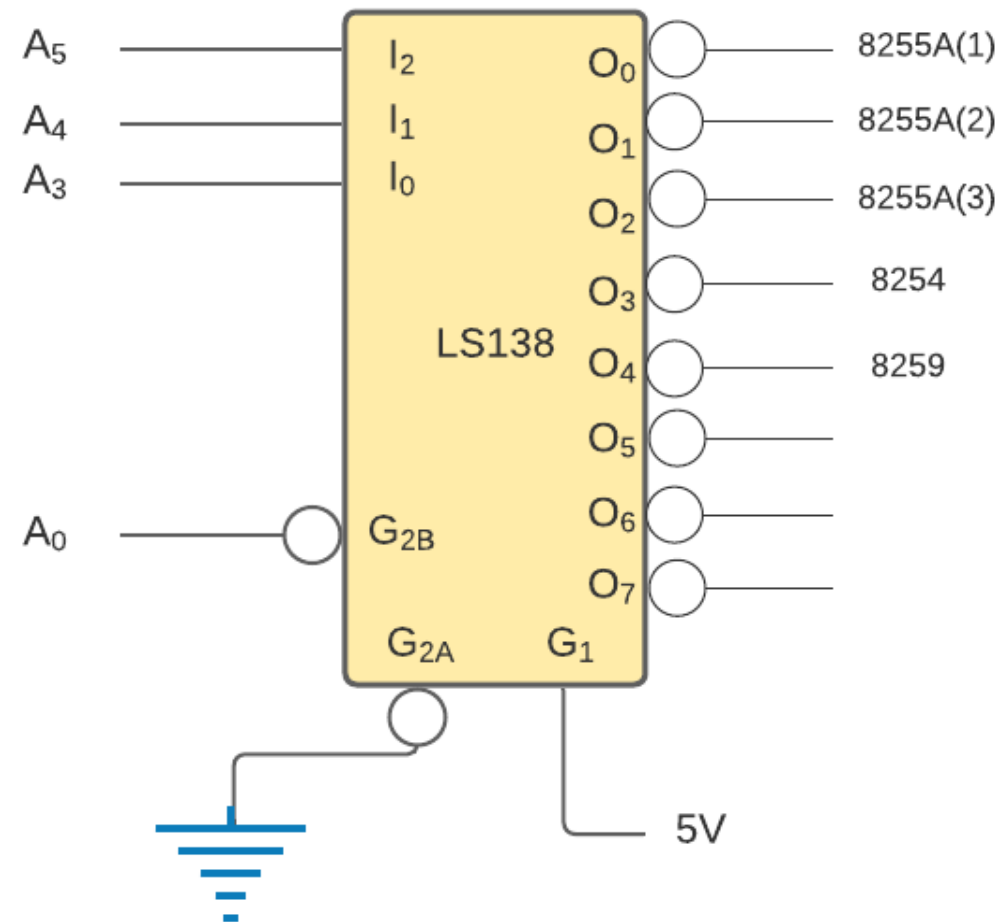 A₅ I₂ O₀ 8255A(1)
A₄ I₁ O₁ 8255A(2)
A₃ I₀ O₂ 8255A(3)
O₃ 8254
LS138
O₄ 8259
O₅
A₀ G₂B O₆
O₇
G₂A G₁
5V